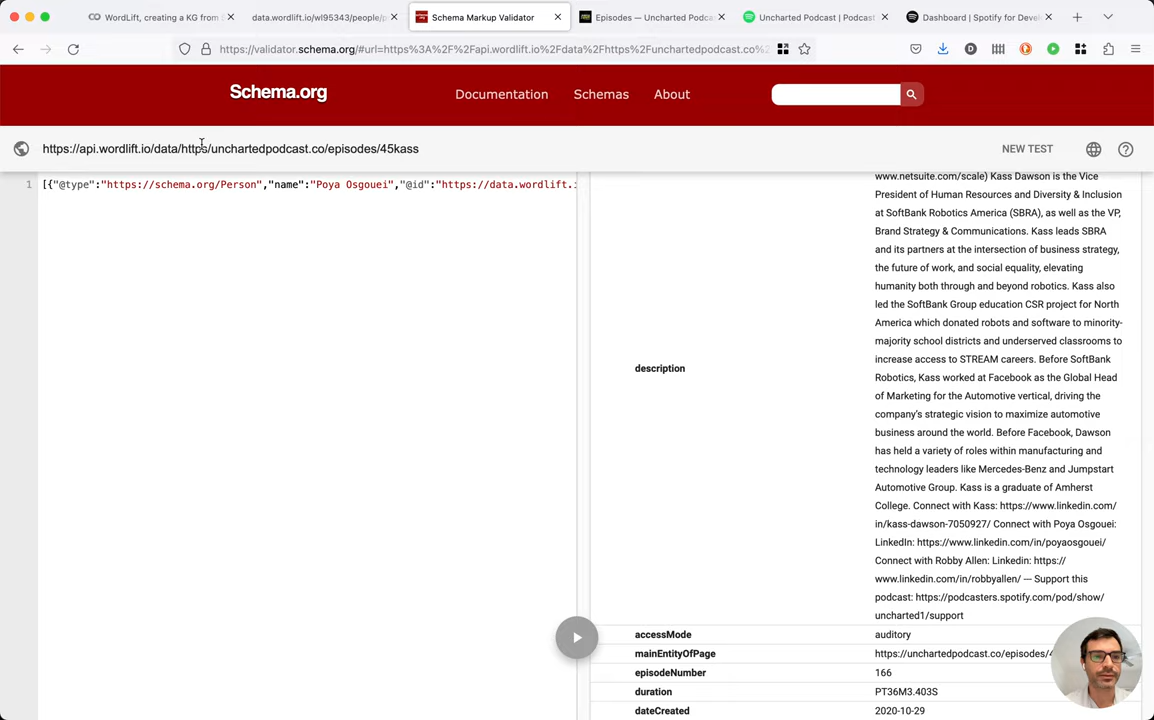 WordLift, creating a KG from
data.wordlift.io/wl95343/people/p
Schema Markup Validator
Episodes — Uncharted Podca
Uncharted Podcast | Podcast
Dashboard | Spotify for Deve
https://validator.schema.org/#url=https%3A%2F%2Fapi.wordlift.io%2Fdata%2Fhttps%2Funchartedpodcast.co%2
Schema.org
Documentation
Schemas
About
https://api.wordlift.io/data/https/unchartedpodcast.co/episodes/45kass
NEW TEST
1 [{"@type":"https://schema.org/Person","name":"Poya Osgouei","@id":"https://data.wordlift.
www.netsuite.com/scale) Kass Dawson is the Vice
President of Human Resources and Diversity & Inclusion
at SoftBank Robotics America (SBRA), as well as the VP,
Brand Strategy & Communications. Kass leads SBRA
and its partners at the intersection of business strategy,
the future of work, and social equality, elevating
humanity both through and beyond robotics. Kass also
led the SoftBank Group education CSR project for North
America which donated robots and software to minority-
majority school districts and underserved classrooms to
increase access to STREAM careers. Before SoftBank
description
Robotics, Kass worked at Facebook as the Global Head
of Marketing for the Automotive vertical, driving the
company's strategic vision to maximize automotive
business around the world. Before Facebook, Dawson
has held a variety of roles within manufacturing and
technology leaders like Mercedes-Benz and Jumpstart
Automotive Group. Kass is a graduate of Amherst
College. Connect with Kass: https://www.linkedin.com/
in/kass-dawson-7050927/ Connect with Poya Osgouei:
LinkedIn: https://www.linkedin.com/in/poyaosgouei/
Connect with Robby Allen: Linkedin: https://
www.linkedin.com/in/robbyallen/ --- Support this
podcast: https://podcasters.spotify.com/pod/show/
uncharted1/support
accessMode auditory
mainEntityOfPage https://unchartedpodcast.co/episodes/4
episodeNumber 166
duration PT36M3.403S
dateCreated 2020-10-29